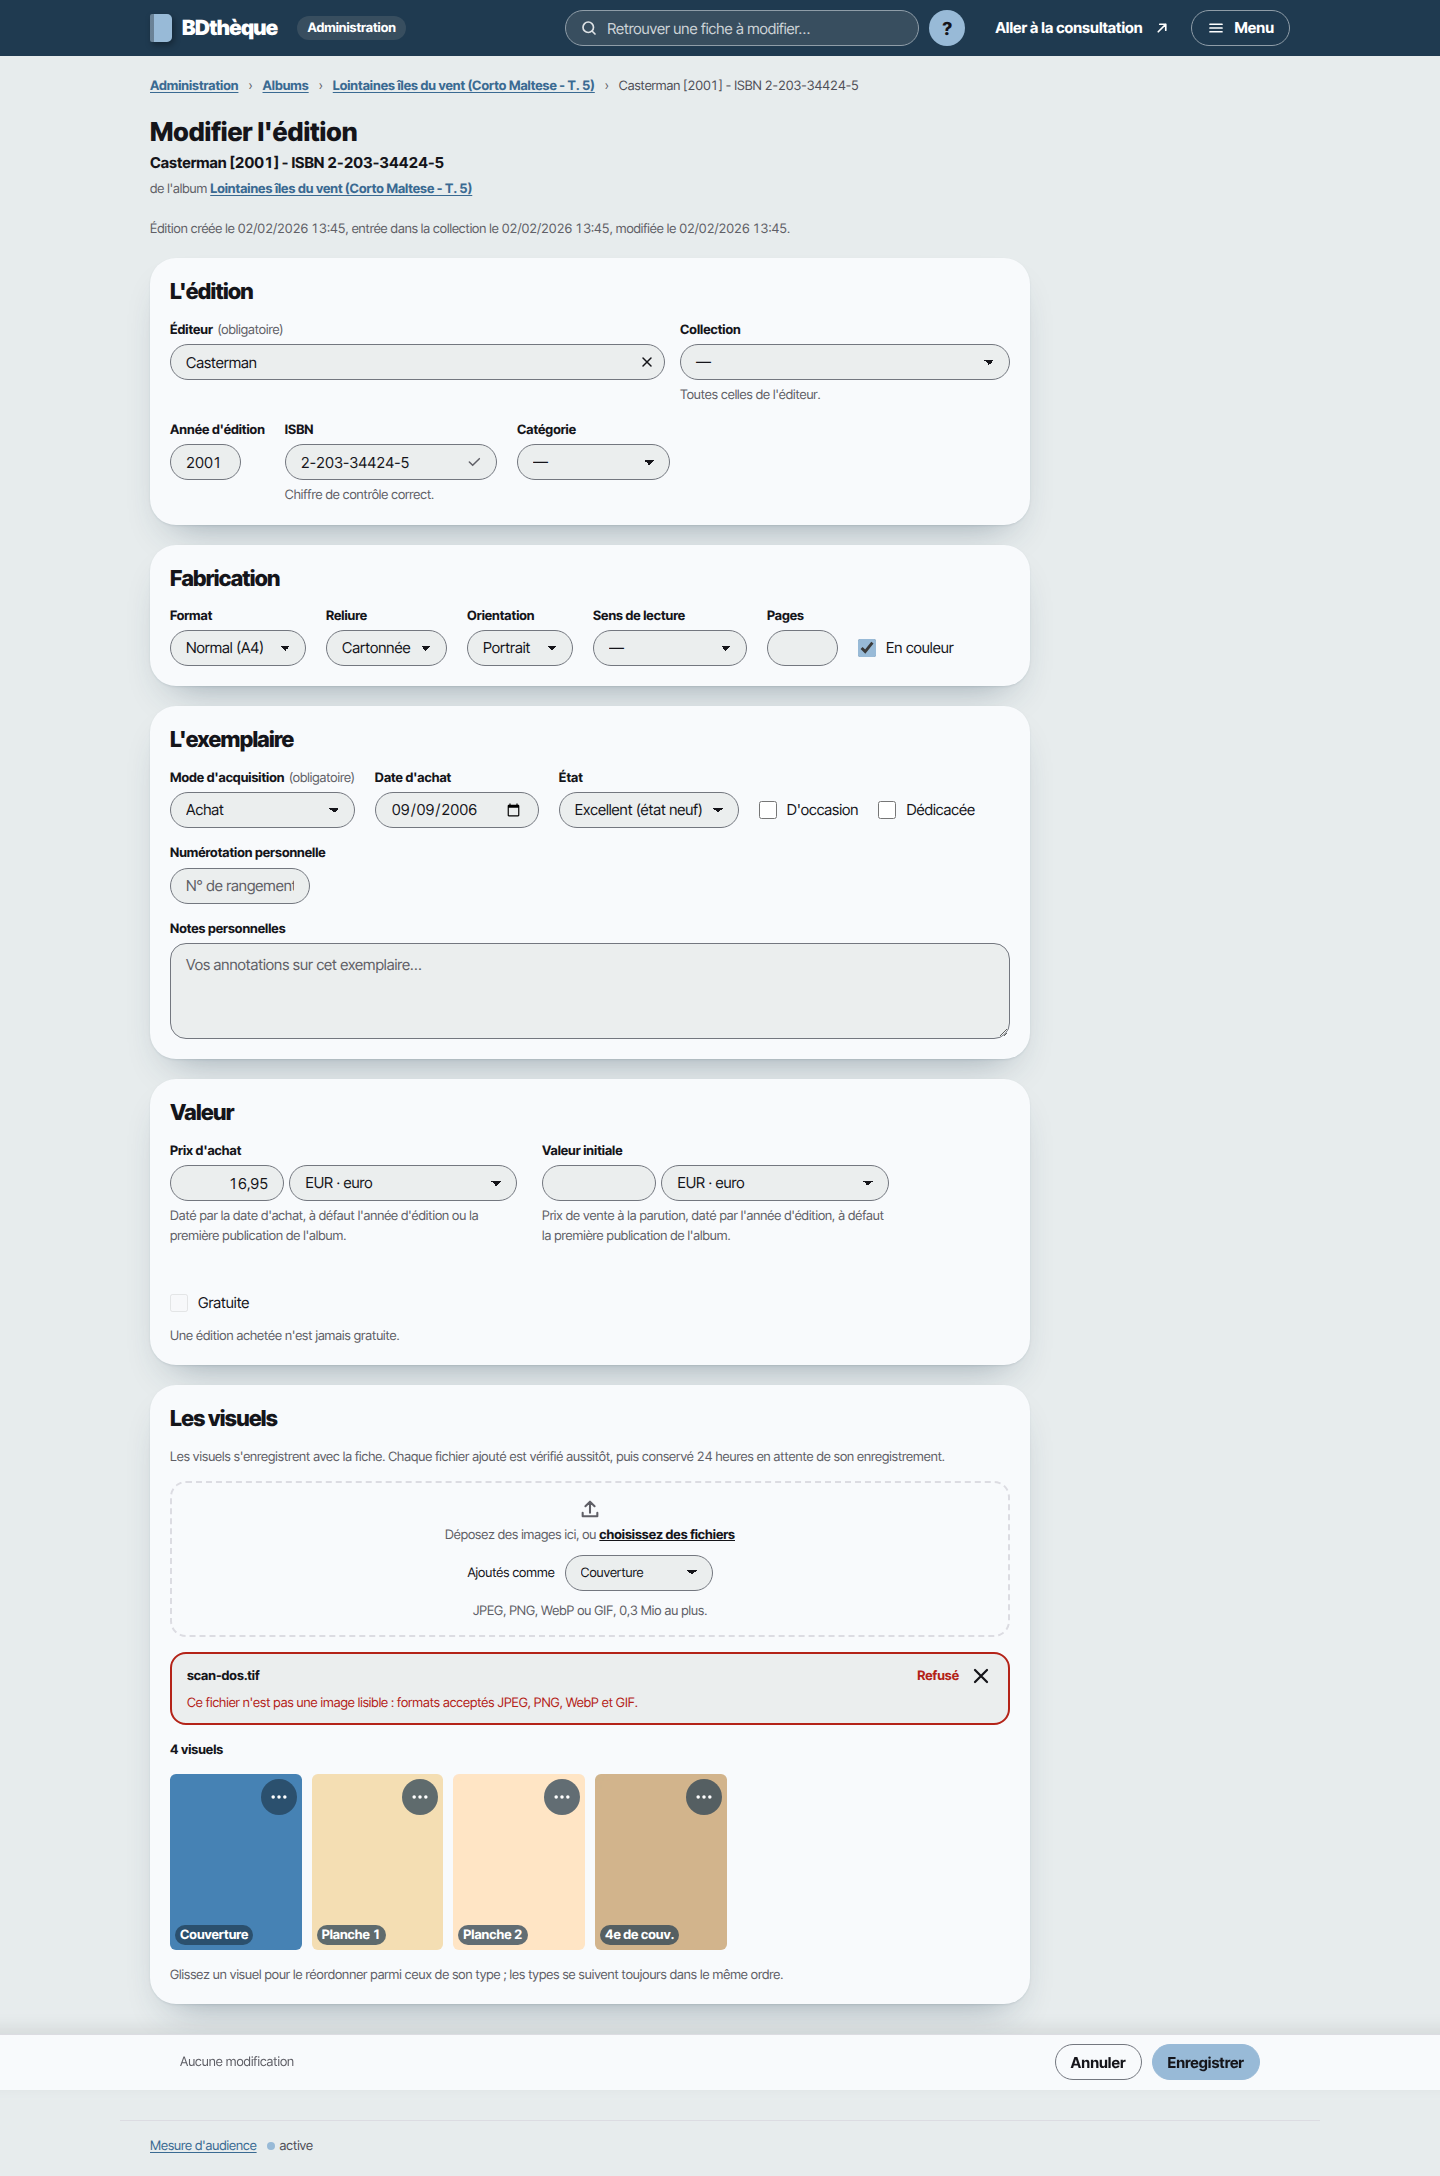 BDthèque
Administration
Retrouver une fiche à modifier...
?
Aller à la consultation
Menu
Administration › Albums › Lointaines îles du vent (Corto Maltese - T. 5) › Casterman [2001] - ISBN 2-203-34424-5
Modifier l'édition
Casterman [2001] - ISBN 2-203-34424-5
de l'album Lointaines îles du vent (Corto Maltese - T. 5)
Édition créée le 02/02/2026 13:45, entrée dans la collection le 02/02/2026 13:45, modifiée le 02/02/2026 13:45.
L'édition
Éditeur (obligatoire)
Collection
Casterman
—
Toutes celles de l'éditeur.
Année d'édition
ISBN
Catégorie
2001
2-203-34424-5
—
Chiffre de contrôle correct.
Fabrication
Format
Reliure
Orientation
Sens de lecture
Pages
Normal (A4)
Cartonnée
Portrait
—
En couleur
L'exemplaire
Mode d'acquisition (obligatoire)
Date d'achat
État
Achat
09/09/2006
Excellent (état neuf)
D'occasion
Dédicacée
Numérotation personnelle
N° de rangement
Notes personnelles
Vos annotations sur cet exemplaire...
Valeur
Prix d'achat
Valeur initiale
16,95
EUR · euro
EUR · euro
Daté par la date d'achat, à défaut l'année d'édition ou la
première publication de l'album.
Prix de vente à la parution, daté par l'année d'édition, à défaut
la première publication de l'album.
Gratuite
Une édition achetée n'est jamais gratuite.
Les visuels
Les visuels s'enregistrent avec la fiche. Chaque fichier ajouté est vérifié aussitôt, puis conservé 24 heures en attente de son enregistrement.
Déposez des images ici, ou choisissez des fichiers
Ajoutés comme
Couverture
JPEG, PNG, WebP ou GIF, 0,3 Mio au plus.
scan-dos.tif
Refusé
Ce fichier n'est pas une image lisible : formats acceptés JPEG, PNG, WebP et GIF.
4 visuels
Couverture
Planche 1
Planche 2
4e de couv.
Glissez un visuel pour le réordonner parmi ceux de son type ; les types se suivent toujours dans le même ordre.
Aucune modification
Annuler
Enregistrer
Mesure d'audience
active